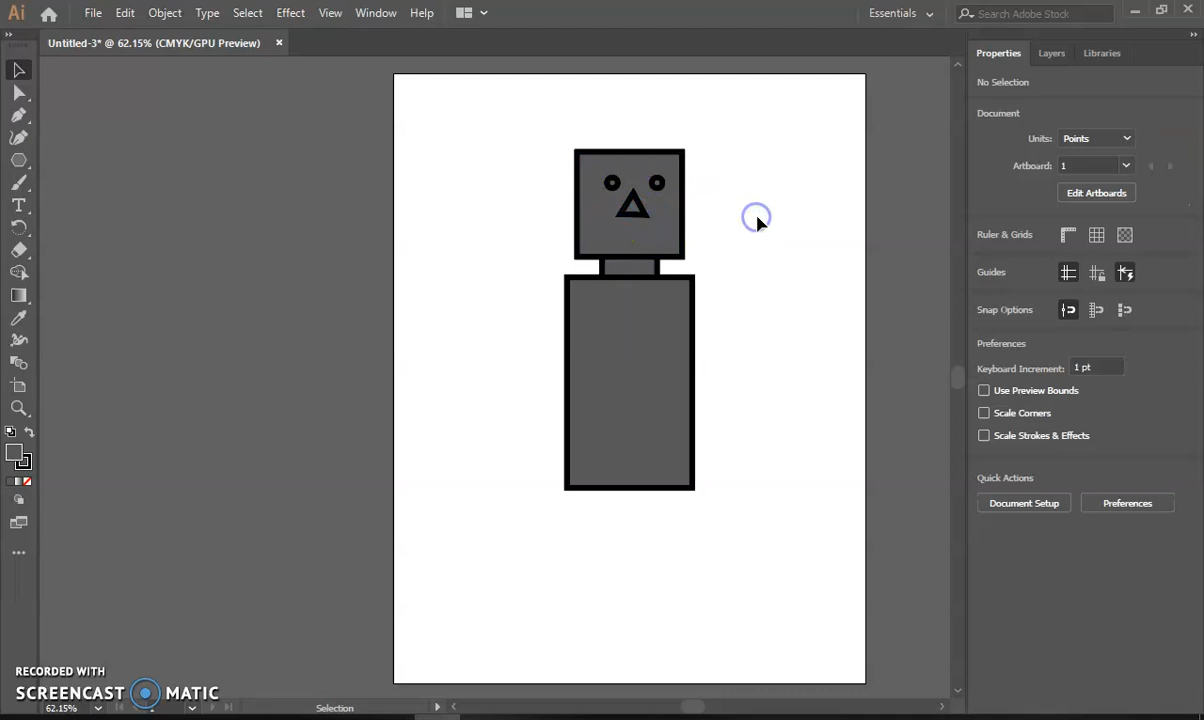 Ai File Edit Object Type Select Effect View Window Help Essentials Search Adobe Stock
Untitled-3* @ 62.15% (CMYK/GPU Preview) ×
Properties Layers Libraries
No Selection
Document
Units: Points
Artboard: 1
Edit Artboards
Ruler & Grids
Guides
Snap Options
Preferences
Keyboard Increment: 1 pt
Use Preview Bounds
Scale Corners
Scale Strokes & Effects
Quick Actions
Document Setup Preferences
T
RECORDED WITH
SCREENCAST MATIC
62.15% Selection